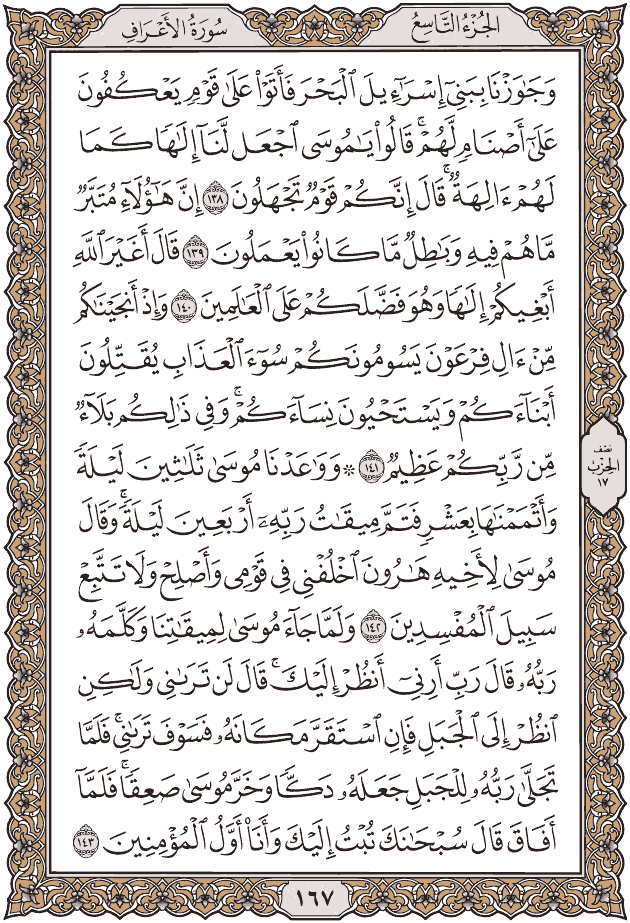 الجُزْءُ التَّاسِعُ
سُورَةُ الأَعْرَافِ
وَجَٰوَزْنَا بِبَنِيٓ إِسْرَٰٓءِيلَ ٱلْبَحْرَ فَأَتَوْا۟ عَلَىٰ قَوْمٍ يَعْكُفُونَ
عَلَىٰٓ أَصْنَامٍ لَّهُمْۚ قَالُوا۟ يَٰمُوسَى ٱجْعَل لَّنَآ إِلَٰهًا كَمَا
لَهُمْ ءَالِهَةٌۚ قَالَ إِنَّكُمْ قَوْمٌ تَجْهَلُونَ ١٣٨ إِنَّ هَٰٓؤُلَآءِ مُتَبَّرٌ
مَّا هُمْ فِيهِ وَبَٰطِلٌ مَّا كَانُوا۟ يَعْمَلُونَ ١٣٩ قَالَ أَغَيْرَ ٱللَّهِ
أَبْغِيكُمْ إِلَٰهًا وَهُوَ فَضَّلَكُمْ عَلَى ٱلْعَٰلَمِينَ ١٤٠ وَإِذْ أَنجَيْنَٰكُم
مِّنْ ءَالِ فِرْعَوْنَ يَسُومُونَكُمْ سُوٓءَ ٱلْعَذَابِ يُقَتِّلُونَ
أَبْنَآءَكُمْ وَيَسْتَحْيُونَ نِسَآءَكُمْۚ وَفِي ذَٰلِكُم بَلَآءٌ
مِّن رَّبِّكُمْ عَظِيمٌ ١٤١ ۞ وَوَٰعَدْنَا مُوسَىٰ ثَلَٰثِينَ لَيْلَةً
وَأَتْمَمْنَٰهَا بِعَشْرٍ فَتَمَّ مِيقَٰتُ رَبِّهِۦٓ أَرْبَعِينَ لَيْلَةًۚ وَقَالَ
مُوسَىٰ لِأَخِيهِ هَٰرُونَ ٱخْلُفْنِي فِي قَوْمِي وَأَصْلِحْ وَلَا تَتَّبِعْ
سَبِيلَ ٱلْمُفْسِدِينَ ١٤٢ وَلَمَّا جَآءَ مُوسَىٰ لِمِيقَٰتِنَا وَكَلَّمَهُۥ
رَبُّهُۥ قَالَ رَبِّ أَرِنِيٓ أَنظُرْ إِلَيْكَۚ قَالَ لَن تَرَىٰنِي وَلَٰكِنِ
ٱنظُرْ إِلَى ٱلْجَبَلِ فَإِنِ ٱسْتَقَرَّ مَكَانَهُۥ فَسَوْفَ تَرَىٰنِيۚ فَلَمَّا
تَجَلَّىٰ رَبُّهُۥ لِلْجَبَلِ جَعَلَهُۥ دَكًّا وَخَرَّ مُوسَىٰ صَعِقًاۚ فَلَمَّآ
أَفَاقَ قَالَ سُبْحَٰنَكَ تُبْتُ إِلَيْكَ وَأَنَا۠ أَوَّلُ ٱلْمُؤْمِنِينَ ١٤٣
نصف
الحزب
١٧
١٦٧